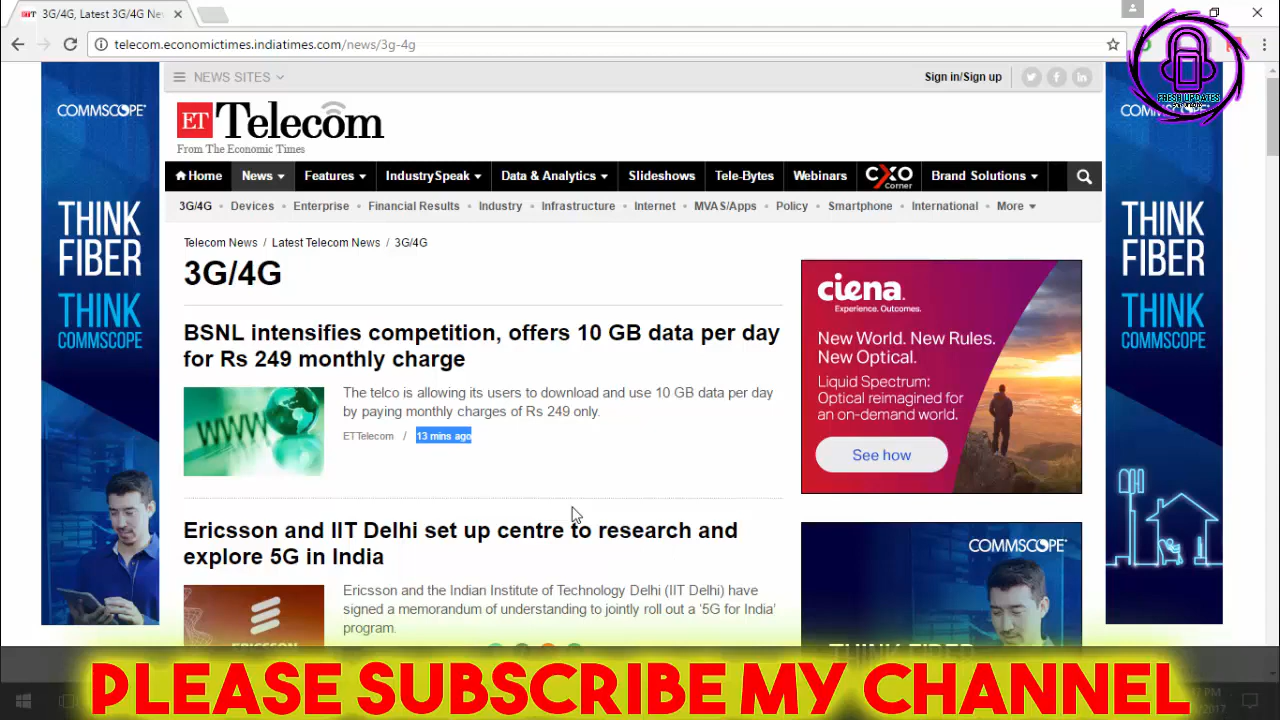 3G/4G, Latest 3G/4G Ne
telecom.economictimes.indiatimes.com/news/3g-4g
NEWS SITES
Sign in/Sign up
ET Telecom
From The Economic Times
Home News Features IndustrySpeak Data & Analytics Slideshows Tele-Bytes Webinars CXO Corner Brand Solutions
3G/4G Devices Enterprise Financial Results Industry Infrastructure Internet MVAS/Apps Policy Smartphone International More
Telecom News / Latest Telecom News / 3G/4G
3G/4G
BSNL intensifies competition, offers 10 GB data per day
for Rs 249 monthly charge
The telco is allowing its users to download and use 10 GB data per day
by paying monthly charges of Rs 249 only.
ETTelecom / 13 mins ago
WWW
Ericsson and IIT Delhi set up centre to research and
explore 5G in India
Ericsson and the Indian Institute of Technology Delhi (IIT Delhi) have
signed a memorandum of understanding to jointly roll out a '5G for India'
program.
ERICSSON
COMMSCOPE®
THINK
FIBER
THINK
COMMSCOPE
ciena.
Experience. Outcomes.
New World. New Rules.
New Optical.
Liquid Spectrum:
Optical reimagined for
an on-demand world.
See how
COMMSCOPE®
THINK FIBER
COMMSCOPE
THINK
FIBER
THINK
COMMSCOPE
FRESH UPDATES
PLEASE SUBSCRIBE MY CHANNEL